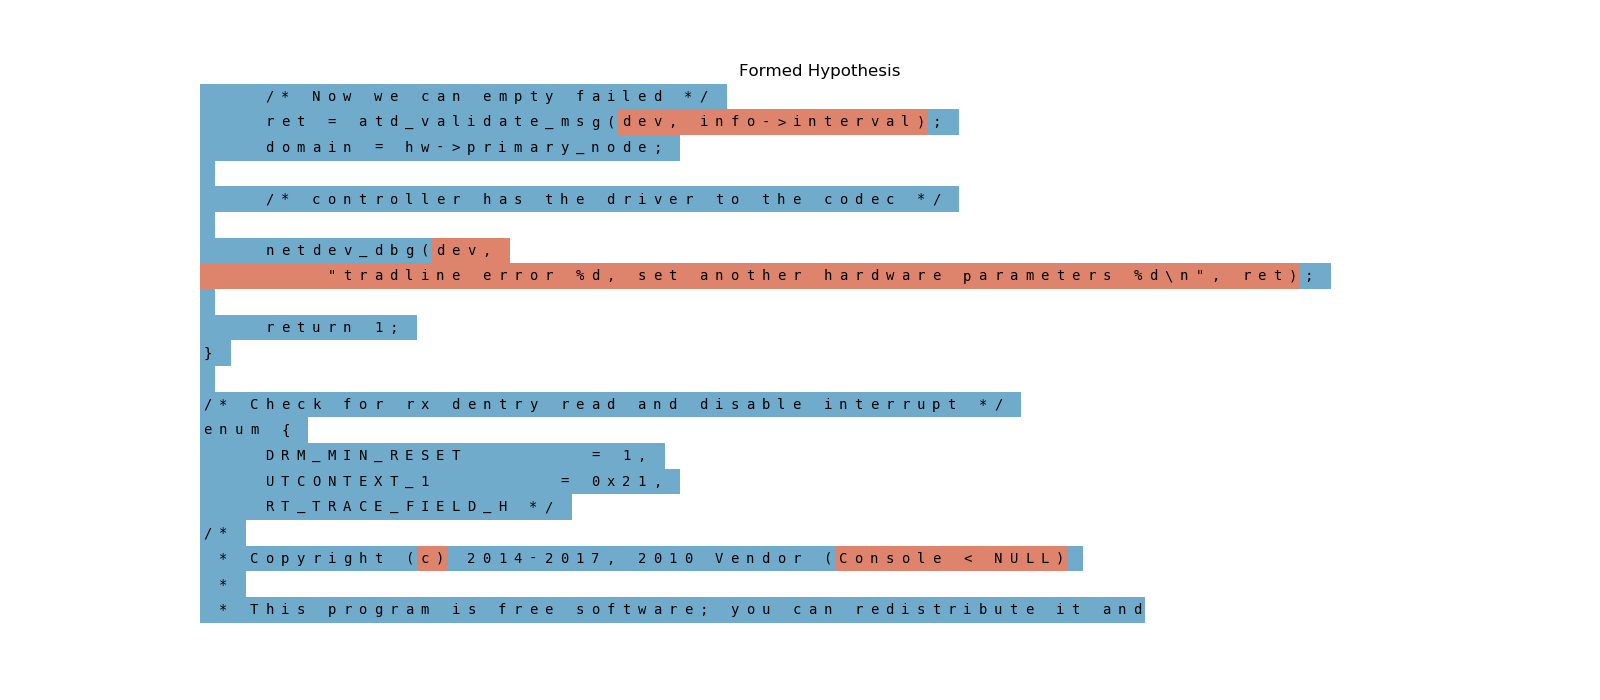 Formed Hypothesis
/* Now we can empty failed */
ret = atd_validate_msg(dev, info->interval);
domain = hw->primary_node;
/* controller has the driver to the codec */
netdev_dbg(dev,
"tradline error %d, set another hardware parameters %d\n", ret);
return 1;
}
/* Check for rx dentry read and disable interrupt */
enum {
DRM_MIN_RESET = 1,
UTCONTEXT_1 = 0x21,
RT_TRACE_FIELD_H */
/*
* Copyright (c) 2014-2017, 2010 Vendor (Console < NULL)
*
* This program is free software; you can redistribute it and